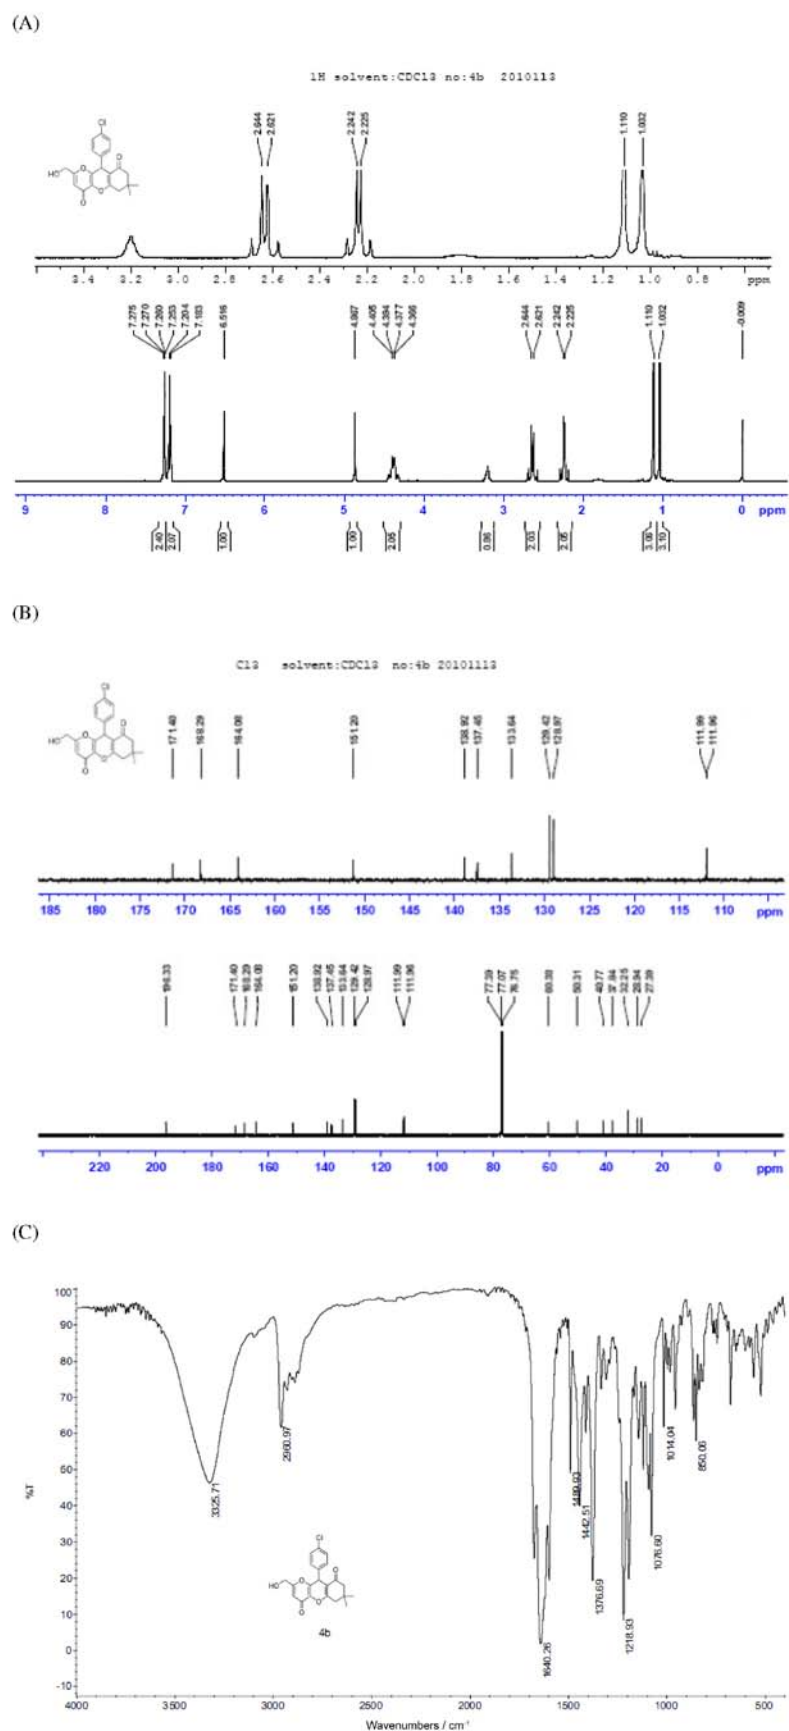 (A)
1H solvent:CDCl3 no:4b 2010113
2.644 2.621 2.242 2.225 1.110 1.032
Cl
O
HO O
O
O
3.4 3.2 3.0 2.8 2.6 2.4 2.2 2.0 1.8 1.6 1.4 1.2 1.0 0.8 ppm
7.275 7.270 7.260 7.253 7.204 7.183 6.516 4.867 4.405 4.394 4.377 4.366 2.644 2.621 2.242 2.225 1.110 1.032 -0.009
9 8 7 6 5 4 3 2 1 0 ppm
2.40 2.07 1.00 1.00 2.05 0.86 2.03 2.05 3.09 3.10
(B)
C13 solvent:CDCl3 no:4b 20101113
171.40 168.29 164.08 151.20 138.92 137.45 133.64 129.42 128.97 111.99 111.96
Cl
O
HO O
O
O
185 180 175 170 165 160 155 150 145 140 135 130 125 120 115 110 ppm
196.33 171.40 168.29 164.08 151.20 138.92 137.45 133.64 129.42 128.97 111.99 111.96 77.39 77.07 76.75 60.38 50.31 40.77 37.84 32.25 28.94 27.39
220 200 180 160 140 120 100 80 60 40 20 0 ppm
(C)
100
90
80
70
60
50
40
30
20
10
0
-10
%T
3325.71
2960.97
1640.26
1489.93
1442.51
1376.69
1218.93
1076.60
1014.04
850.06
Cl
O
HO O
O
O
4b
4000 3500 3000 2500 2000 1500 1000 500
Wavenumbers / cm-1